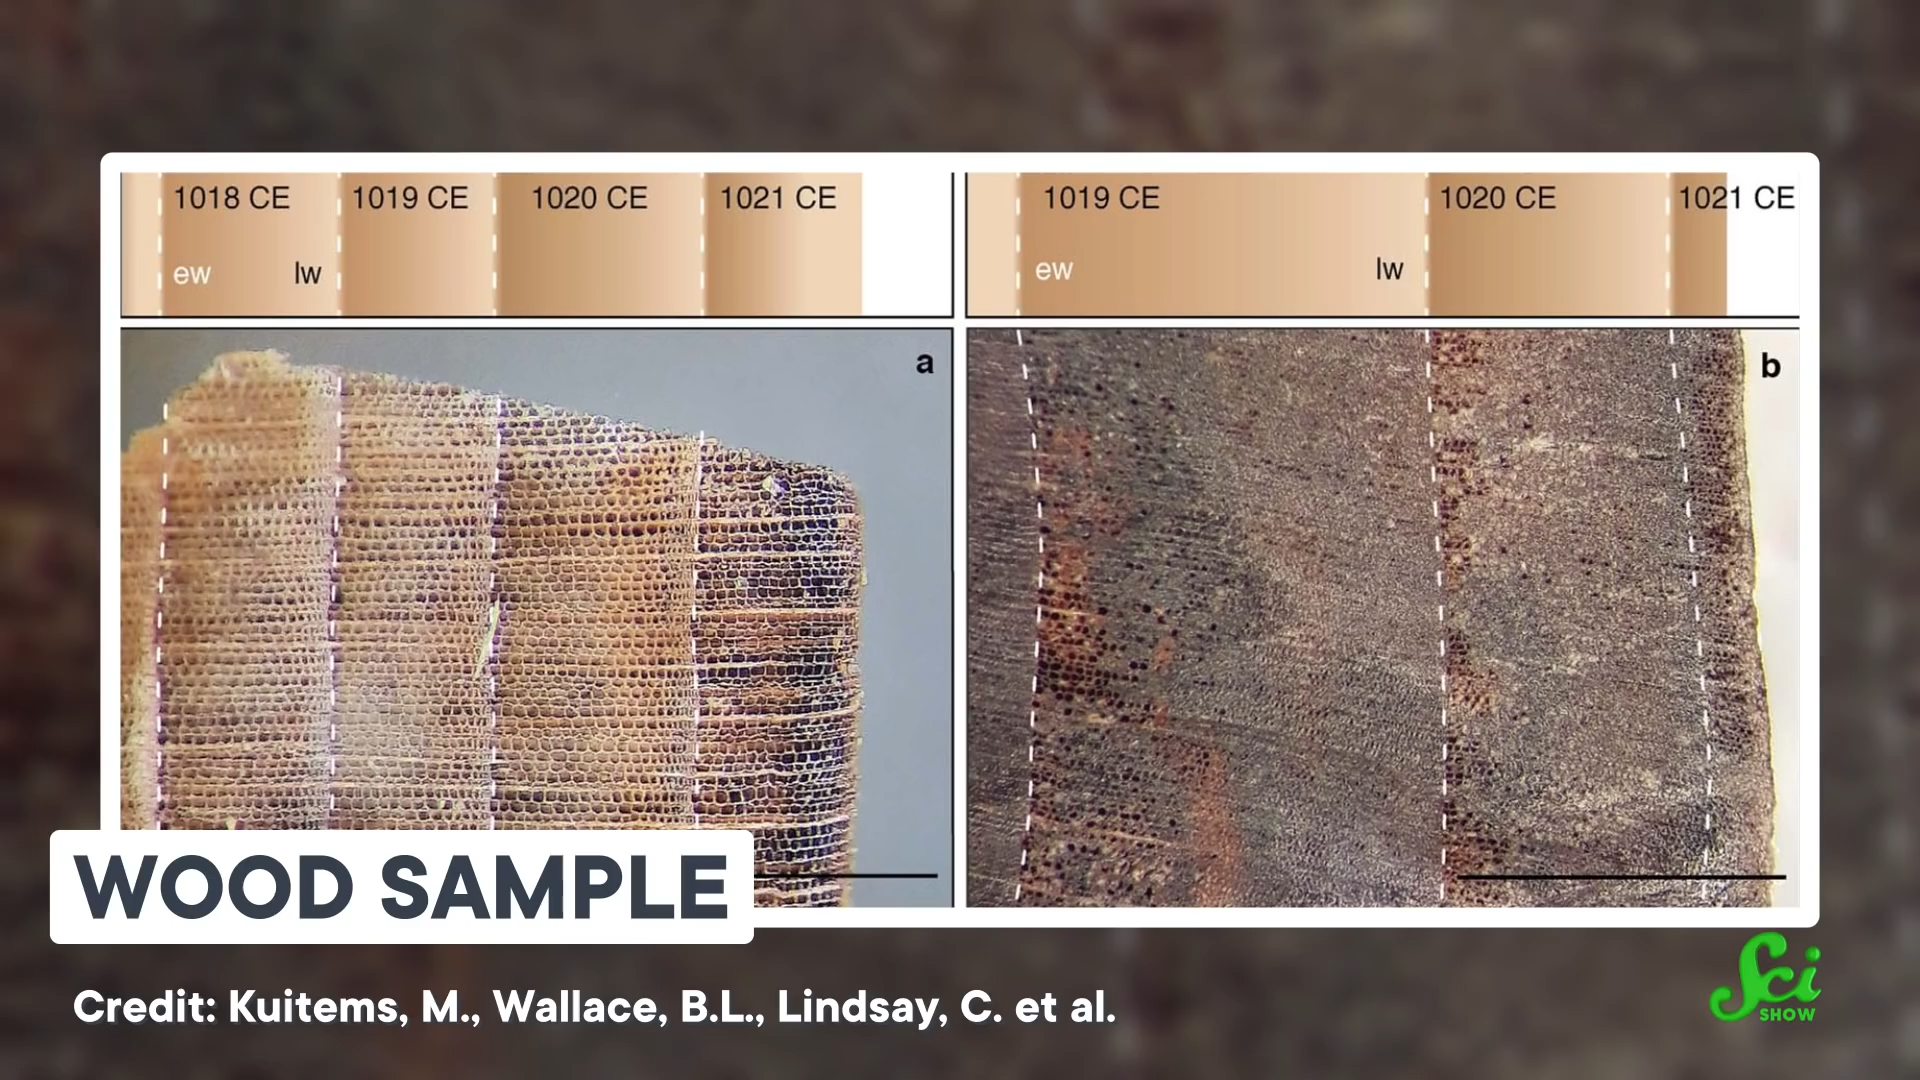 1018 CE 1019 CE 1020 CE 1021 CE
ew lw
1019 CE 1020 CE 1021 CE
ew lw
a
b
WOOD SAMPLE
Credit: Kuitems, M., Wallace, B.L., Lindsay, C. et al.
Sci
SHOW